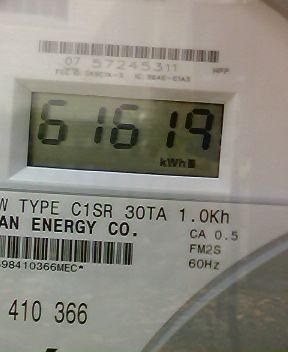 07 57245311
61619
kWh
W TYPE C1SR 30TA 1.0Kh
AN ENERGY CO.
CA 0.5
FM2S
98410366MEC*
60Hz
410 366